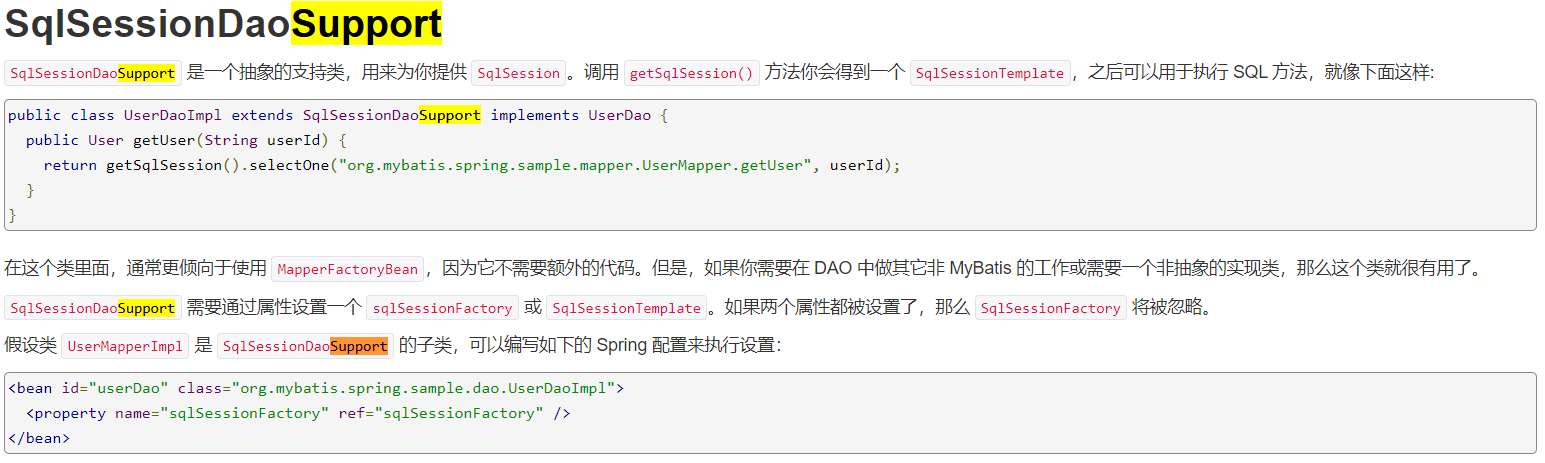 SqlSessionDaoSupport
SqlSessionDaoSupport 是一个抽象的支持类，用来为你提供 SqlSession。调用 getSqlSession() 方法你会得到一个 SqlSessionTemplate，之后可以用于执行 SQL 方法，就像下面这样:
public class UserDaoImpl extends SqlSessionDaoSupport implements UserDao {
  public User getUser(String userId) {
    return getSqlSession().selectOne("org.mybatis.spring.sample.mapper.UserMapper.getUser", userId);
  }
}
在这个类里面，通常更倾向于使用 MapperFactoryBean，因为它不需要额外的代码。但是，如果你需要在 DAO 中做其它非 MyBatis 的工作或需要一个非抽象的实现类，那么这个类就很有用了。
SqlSessionDaoSupport 需要通过属性设置一个 sqlSessionFactory 或 SqlSessionTemplate。如果两个属性都被设置了，那么 SqlSessionFactory 将被忽略。
假设类 UserMapperImpl 是 SqlSessionDaoSupport 的子类，可以编写如下的 Spring 配置来执行设置：
<bean id="userDao" class="org.mybatis.spring.sample.dao.UserDaoImpl">
  <property name="sqlSessionFactory" ref="sqlSessionFactory" />
</bean>